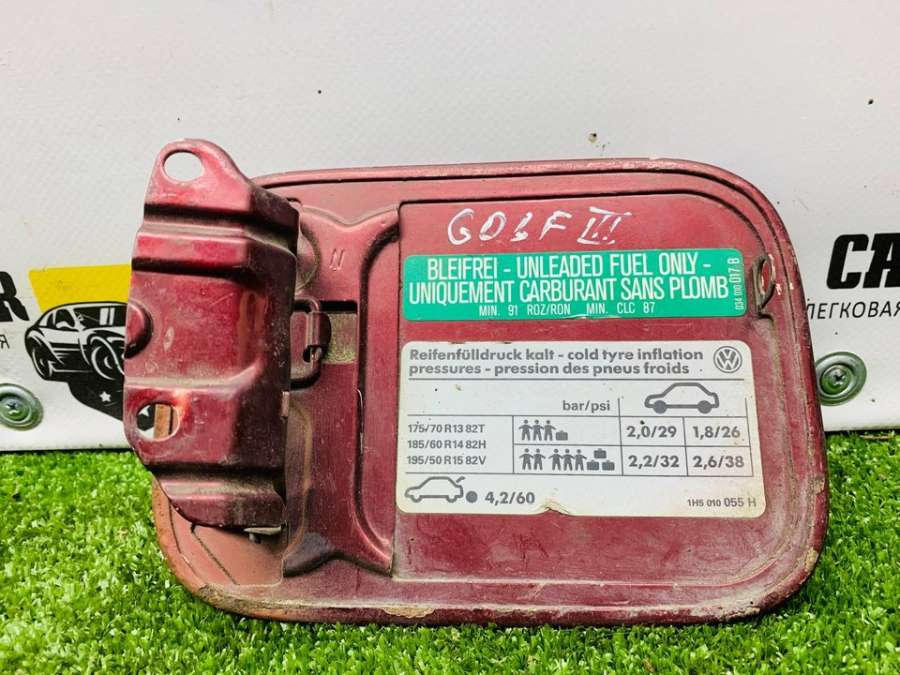 GOLF III
BLEIFREI - UNLEADED FUEL ONLY -
UNIQUEMENT CARBURANT SANS PLOMB
MIN. 91 ROZ/RON MIN. CLC 87
017 B
Reifenfülldruck kalt - cold tyre inflation
pressures - pression des pneus froids
bar/psi
175/70 R13 82T
185/60 R14 82H
195/50 R15 82V
2,0/29 1,8/26
2,2/32 2,6/38
4,2/60
1H5 010 055 H
CA
ЛЕГКОВАЯ
R
Я